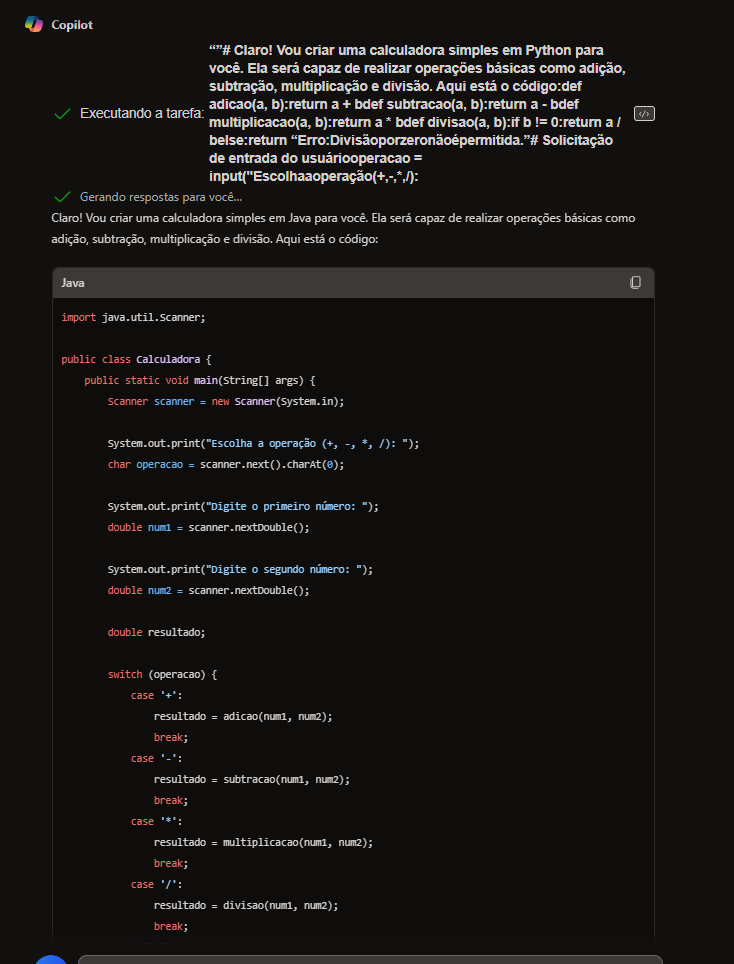 Copilot
Executando a tarefa:
“”# Claro! Vou criar uma calculadora simples em Python para
você. Ela será capaz de realizar operações básicas como adição,
subtração, multiplicação e divisão. Aqui está o código:def
adicao(a, b):return a + bdef subtracao(a, b):return a - bdef
multiplicacao(a, b):return a * bdef divisao(a, b):if b != 0:return a /
belse:return “Erro:Divisãoporzeronãoépermitida.”# Solicitação
de entrada do usuáriooperacao =
input("Escolhaaoperação(+,-,*,/):
Gerando respostas para você...
Claro! Vou criar uma calculadora simples em Java para você. Ela será capaz de realizar operações básicas como
adição, subtração, multiplicação e divisão. Aqui está o código:
Java
import java.util.Scanner;
public class Calculadora {
public static void main(String[] args) {
Scanner scanner = new Scanner(System.in);
System.out.print("Escolha a operação (+, -, *, /): ");
char operacao = scanner.next().charAt(0);
System.out.print("Digite o primeiro número: ");
double num1 = scanner.nextDouble();
System.out.print("Digite o segundo número: ");
double num2 = scanner.nextDouble();
double resultado;
switch (operacao) {
case '+':
resultado = adicao(num1, num2);
break;
case '-':
resultado = subtracao(num1, num2);
break;
case '*':
resultado = multiplicacao(num1, num2);
break;
case '/':
resultado = divisao(num1, num2);
break;